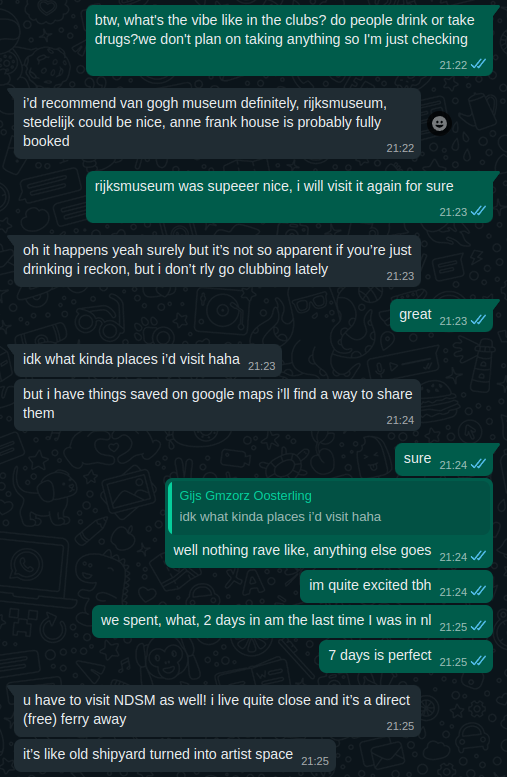 btw, what's the vibe like in the clubs? do people drink or take
drugs?we don't plan on taking anything so I'm just checking
21:22
i'd recommend van gogh museum definitely, rijksmuseum,
stedelijk could be nice, anne frank house is probably fully
booked
21:22
rijksmuseum was supeeer nice, i will visit it again for sure
21:23
oh it happens yeah surely but it's not so apparent if you're just
drinking i reckon, but i don't rly go clubbing lately
21:23
great 21:23
idk what kinda places i'd visit haha 21:23
but i have things saved on google maps i'll find a way to share
them
21:24
sure 21:24
Gijs Gmzorz Oosterling
idk what kinda places i'd visit haha
well nothing rave like, anything else goes 21:24
im quite excited tbh 21:24
we spent, what, 2 days in am the last time I was in nl 21:25
7 days is perfect 21:25
u have to visit NDSM as well! i live quite close and it's a direct
(free) ferry away
21:25
it's like old shipyard turned into artist space 21:25